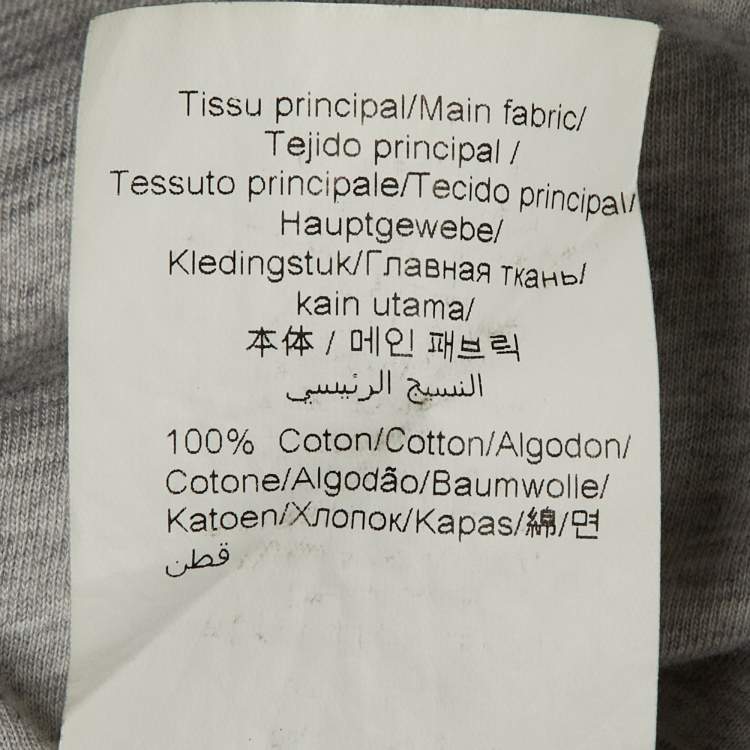 Tissu principal/Main fabric/
Tejido principal /
Tessuto principale/Tecido principal/
Hauptgewebe/
Kledingstuk/Главная ткань/
kain utama/
本体 / 메인 패브릭
النسيج الرئيسي
100% Coton/Cotton/Algodon/
Cotone/Algodão/Baumwolle/
Katoen/Хлопок/Kapas/綿/면
قطن